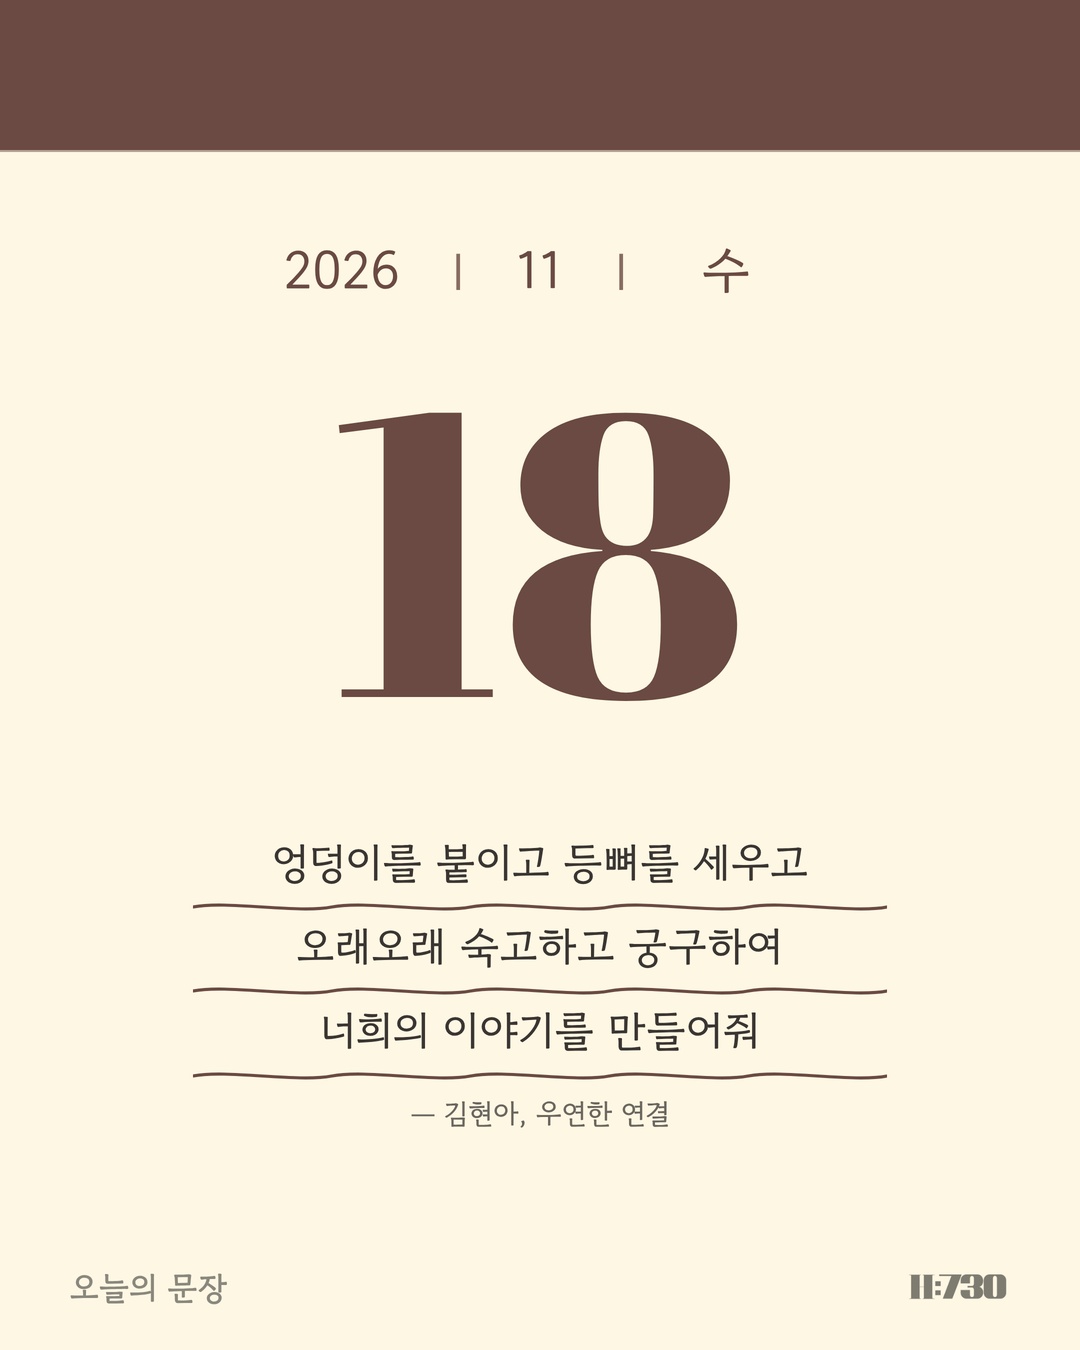 2026 | 11 | 수
18
엉덩이를 붙이고 등뼈를 세우고
오래오래 숙고하고 궁구하여
너희의 이야기를 만들어줘
— 김현아, 우연한 연결
오늘의 문장
H:730